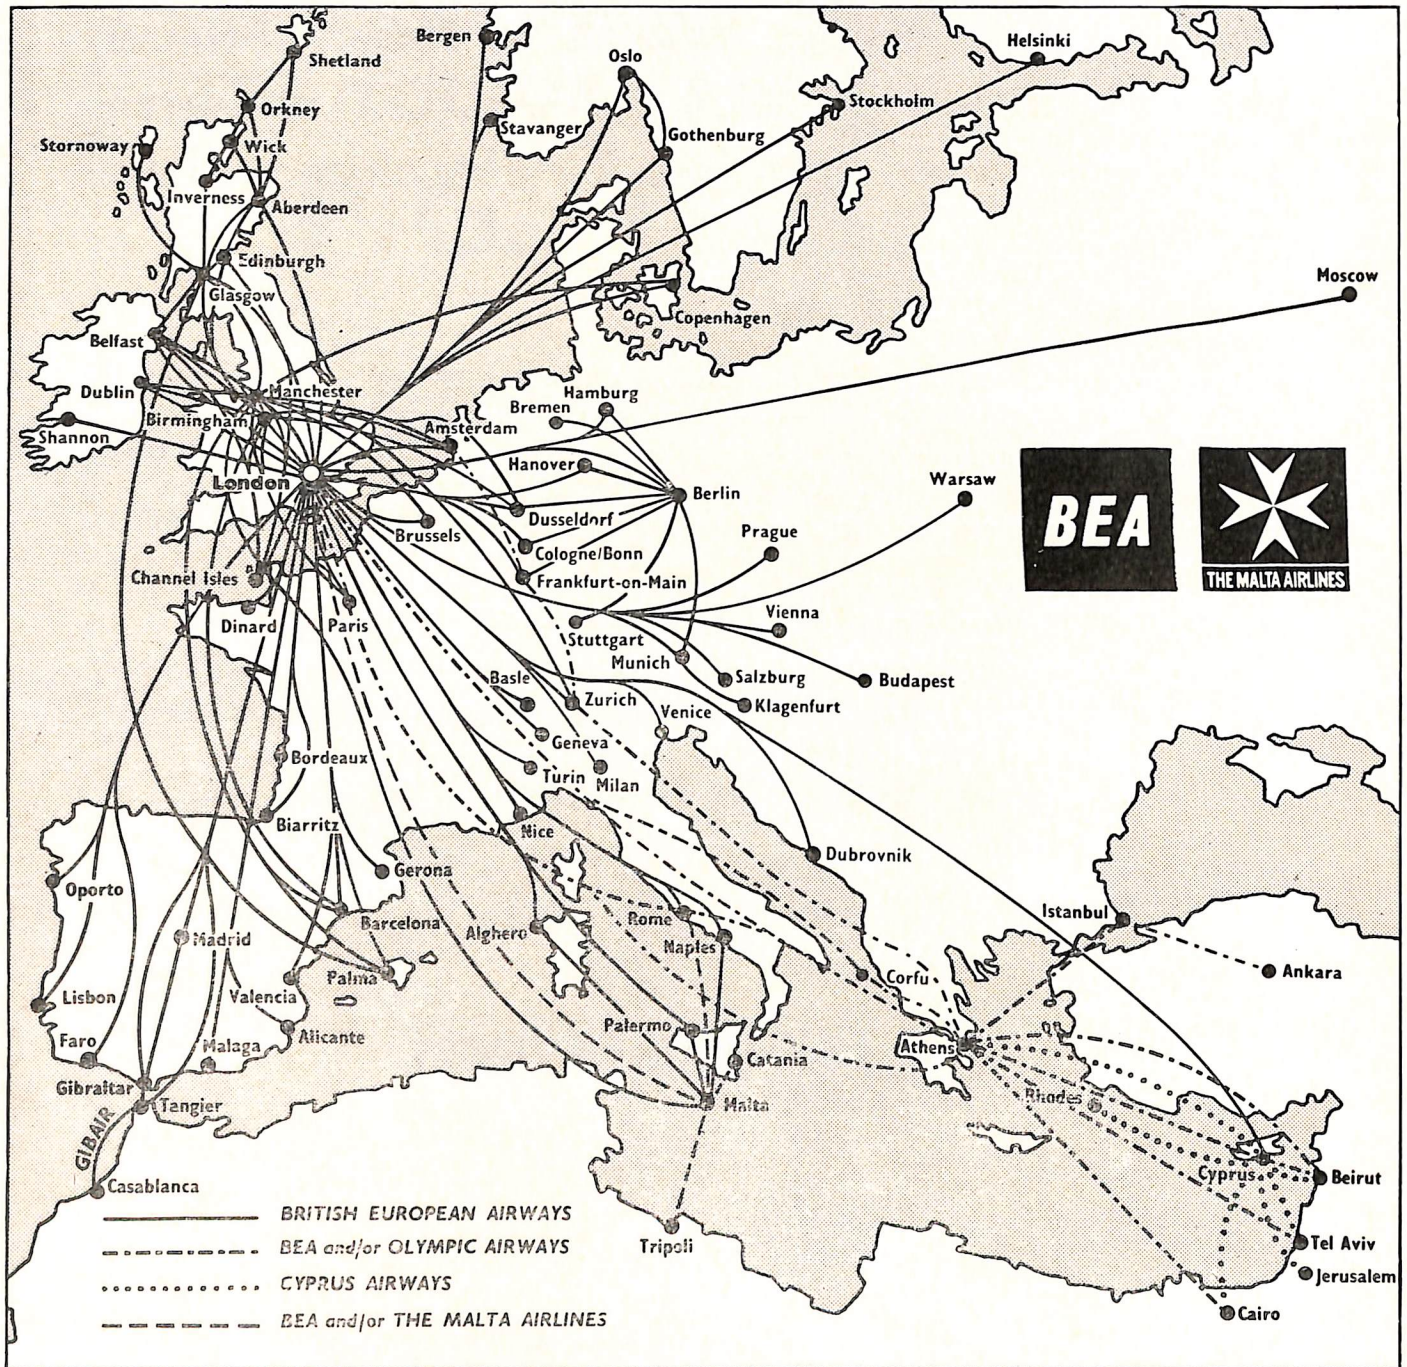 Bergen
Shetland
Oslo
Helsinki
Orkney
Stockholm
Stavanger
Gothenburg
Stornoway
Wick
Inverness
Aberdeen
Edinburgh
Moscow
Glasgow
Copenhagen
Belfast
Dublin
Manchester
Hamburg
Bremen
Birmingham
Amsterdam
Shannon
Hanover
London
Berlin
Warsaw
Dusseldorf
Brussels
Prague
Cologne/Bonn
BEA
THE MALTA AIRLINES
Channel Isles
Frankfurt-on-Main
Dinard
Paris
Vienna
Stuttgart
Munich
Salzburg
Budapest
Basle
Zurich
Klagenfurt
Venice
Geneva
Bordeaux
Turin
Milan
Biarritz
Nice
Dubrovnik
Gerona
Oporto
Barcelona
Alghero
Rome
Istanbul
Madrid
Naples
Ankara
Lisbon
Valencia
Palma
Corfu
Faro
Malaga
Alicante
Palermo
Athens
Catania
Gibraltar
Tangier
Malta
Rhodes
GIBAIR
Casablanca
Cyprus
Beirut
BRITISH EUROPEAN AIRWAYS
BEA and/or OLYMPIC AIRWAYS
Tripoli
Tel Aviv
CYPRUS AIRWAYS
Jerusalem
BEA and/or THE MALTA AIRLINES
Cairo